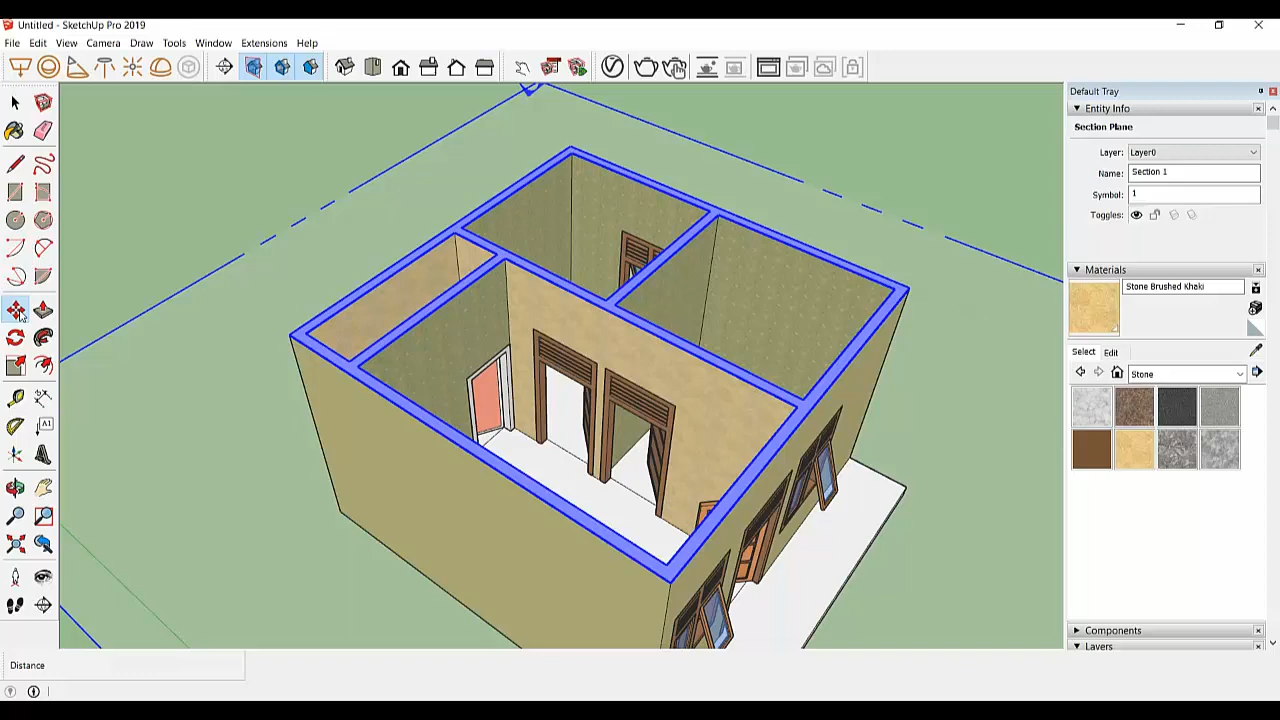 Untitled - SketchUp Pro 2019
File Edit View Camera Draw Tools Window Extensions Help
Default Tray
Entity Info
Section Plane
Layer: Layer0
Name: Section 1
Symbol: 1
Toggles:
Materials
Stone Brushed Khaki
Select Edit
Stone
A1
Components
Layers
Distance